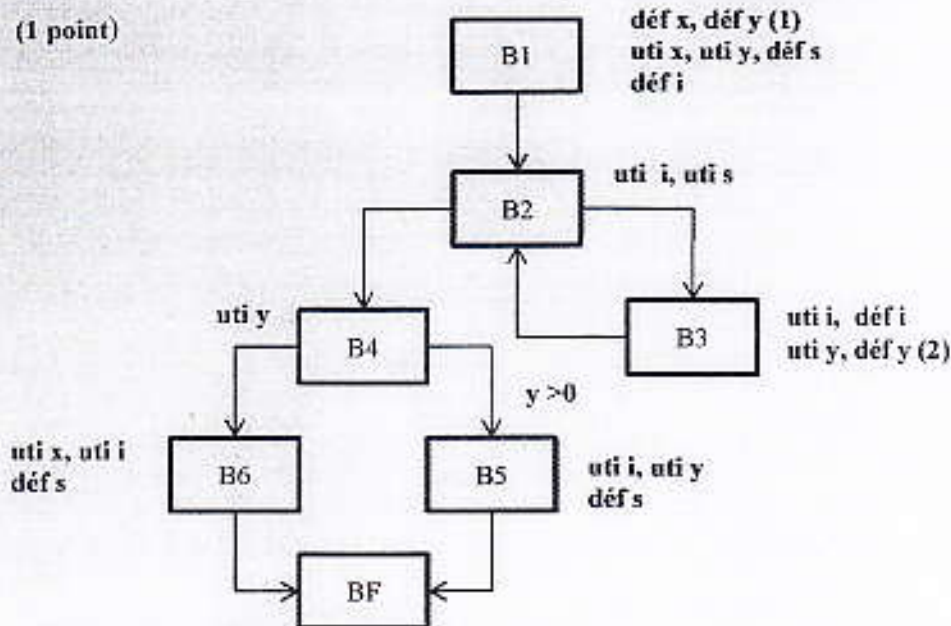 (1 point)
déf x, déf y (1)
uti x, uti y, déf s
déf i
B1
uti i, uti s
B2
uti y
B4
B3
uti i, déf i
uti y, déf y (2)
y >0
uti x, uti i
déf s
B6
B5
uti i, uti y
déf s
BF